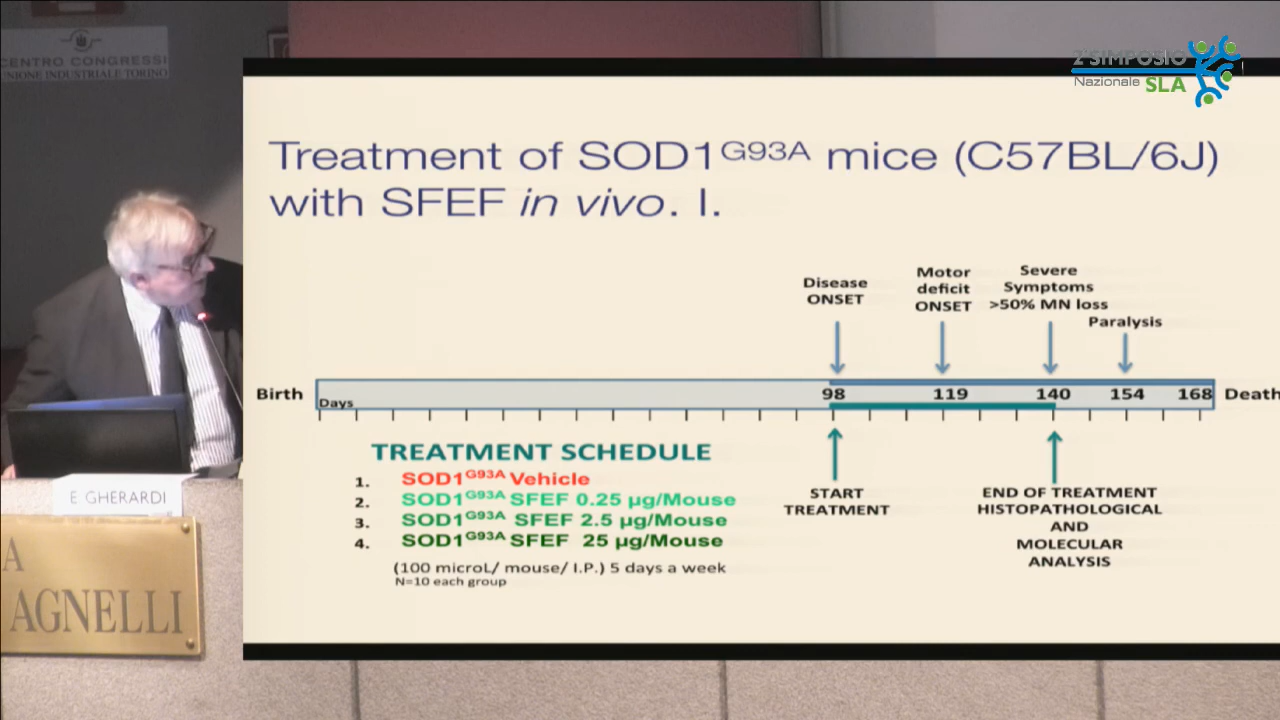 CENTRO CONGRESSI
UNIONE INDUSTRIALE TORINO
2° SIMPOSIO
Nazionale SLA
Treatment of SOD1G93A mice (C57BL/6J)
with SFEF in vivo. I.
Disease
ONSET
Motor
deficit
ONSET
Severe
Symptoms
>50% MN loss
Paralysis
Birth
Days
98
119
140
154
168
Death
TREATMENT SCHEDULE
1. SOD1G93A Vehicle
2. SOD1G93A SFEF 0.25 µg/Mouse
3. SOD1G93A SFEF 2.5 µg/Mouse
4. SOD1G93A SFEF 25 µg/Mouse
(100 microL/ mouse/ I.P.) 5 days a week
N=10 each group
START
TREATMENT
END OF TREATMENT
HISTOPATHOLOGICAL
AND
MOLECULAR
ANALYSIS
E GHERARDI
A
AGNELLI